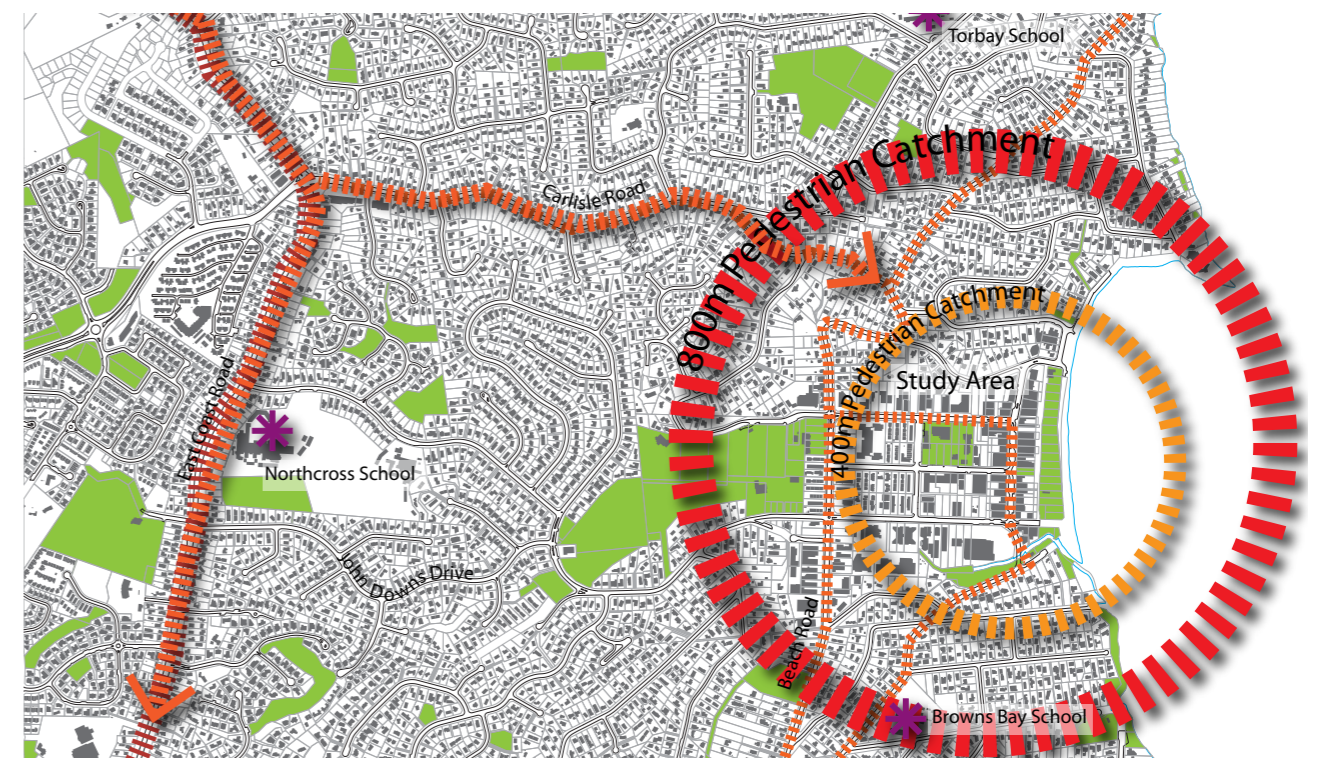 Torbay School
800m Pedestrian Catchment
Carlisle Road
400m Pedestrian Catchment
Study Area
East Coast Road
Northcross School
John Downs Drive
Beach Road
Browns Bay School